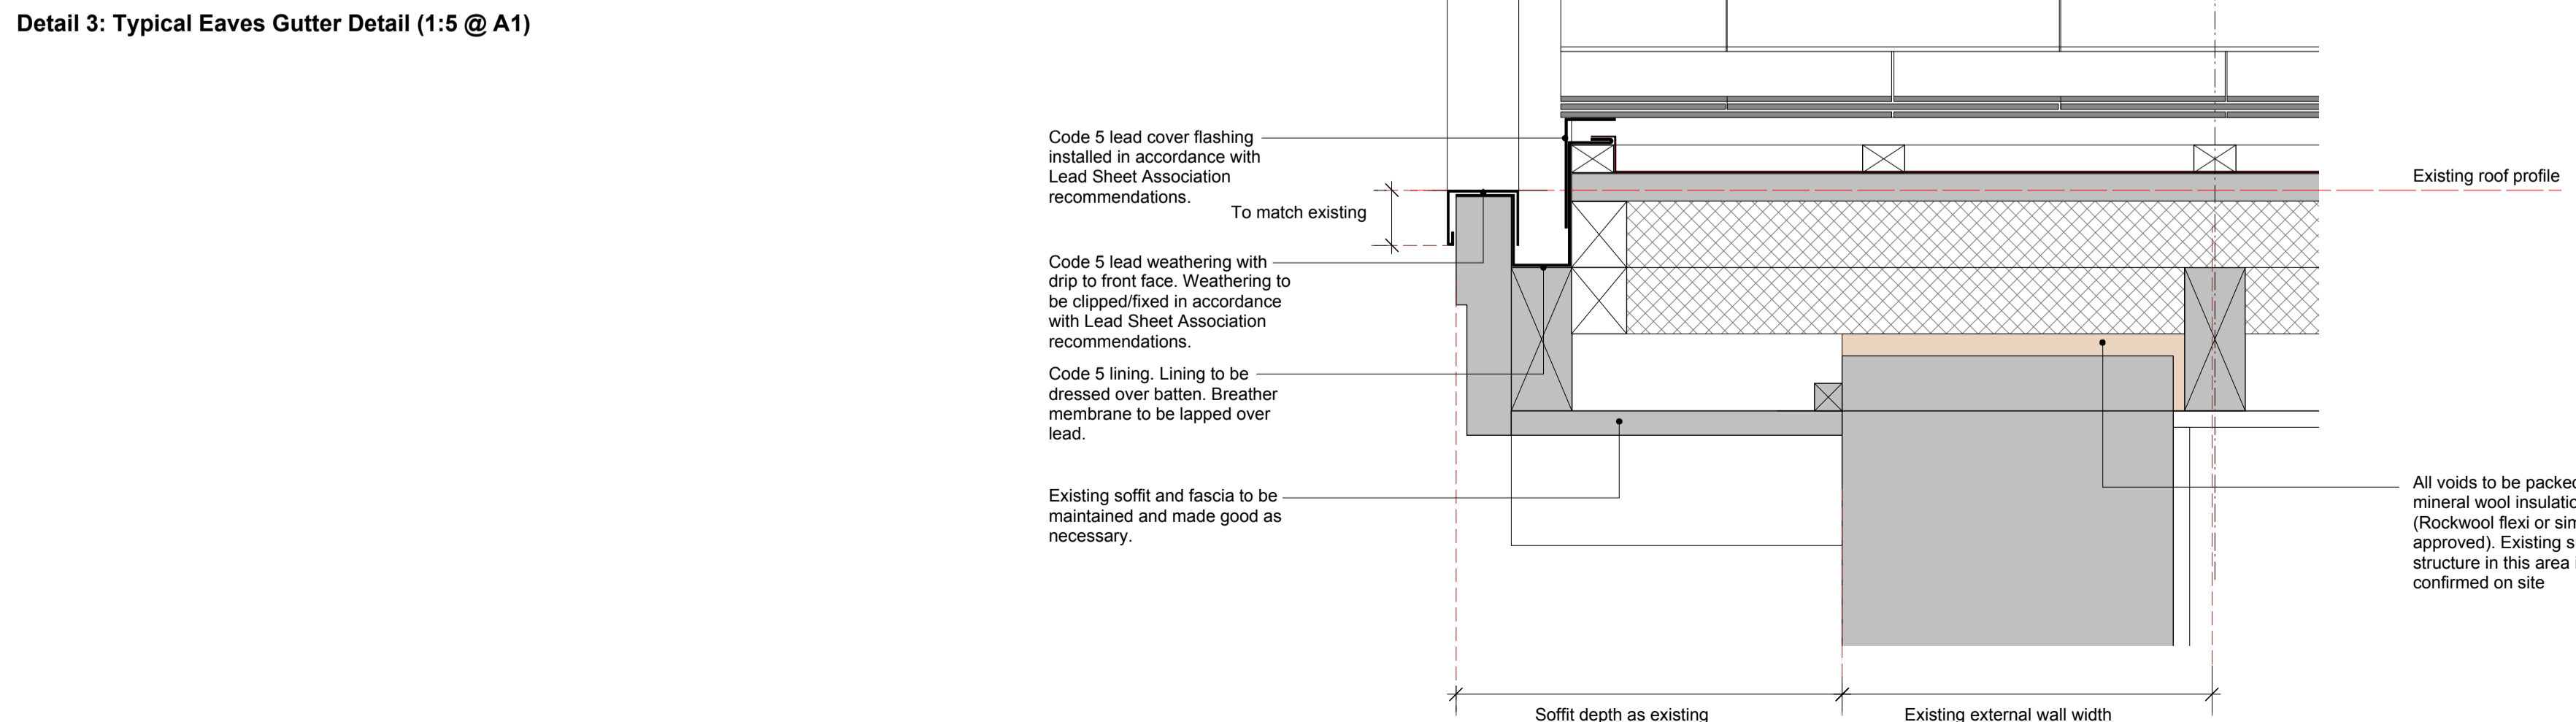 Detail 3: Typical Eaves Gutter Detail (1:5 @ A1)
Code 5 lead cover flashing
installed in accordance with
Lead Sheet Association
recommendations.
To match existing
Existing roof profile
Code 5 lead weathering with
drip to front face. Weathering to
be clipped/fixed in accordance
with Lead Sheet Association
recommendations.
Code 5 lining. Lining to be
dressed over batten. Breather
membrane to be lapped over
lead.
Existing soffit and fascia to be
maintained and made good as
necessary.
All voids to be
mineral wool
(Rockwool flexi or
approved). Existing
structure in this area
confirmed on site
Soffit depth as existing
Existing external wall width